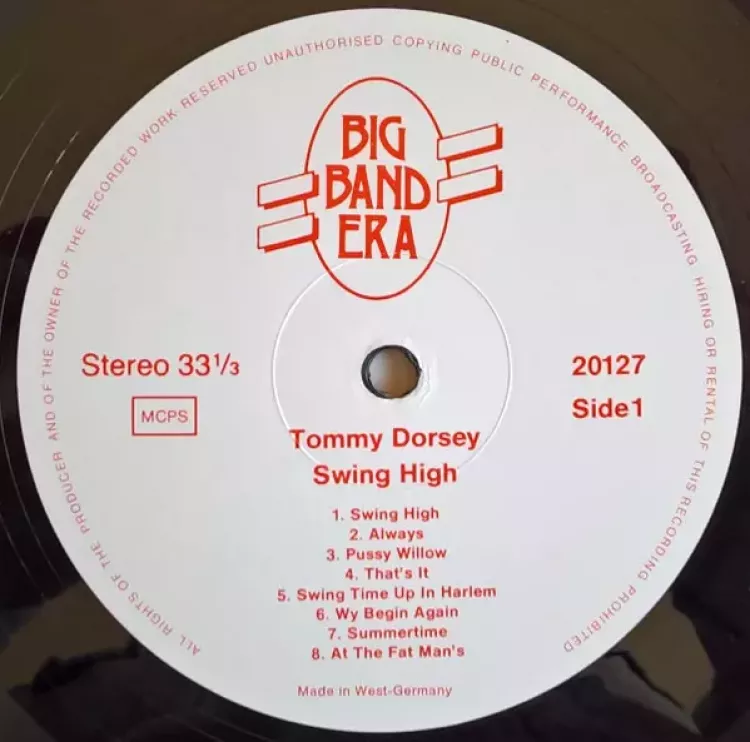 ALL RIGHTS OF THE PRODUCER AND OF THE OWNER OF THE RECORDED WORK RESERVED UNAUTHORISED COPYING PUBLIC PERFORMANCE BROADCASTING HIRING OR RENTAL OF THIS RECORDING PROHIBITED
BIG
BAND
ERA
Stereo 33 1/3
MCPS
20127
Side1
Tommy Dorsey
Swing High
1. Swing High
2. Always
3. Pussy Willow
4. That's It
5. Swing Time Up In Harlem
6. Wy Begin Again
7. Summertime
8. At The Fat Man's
Made in West-Germany